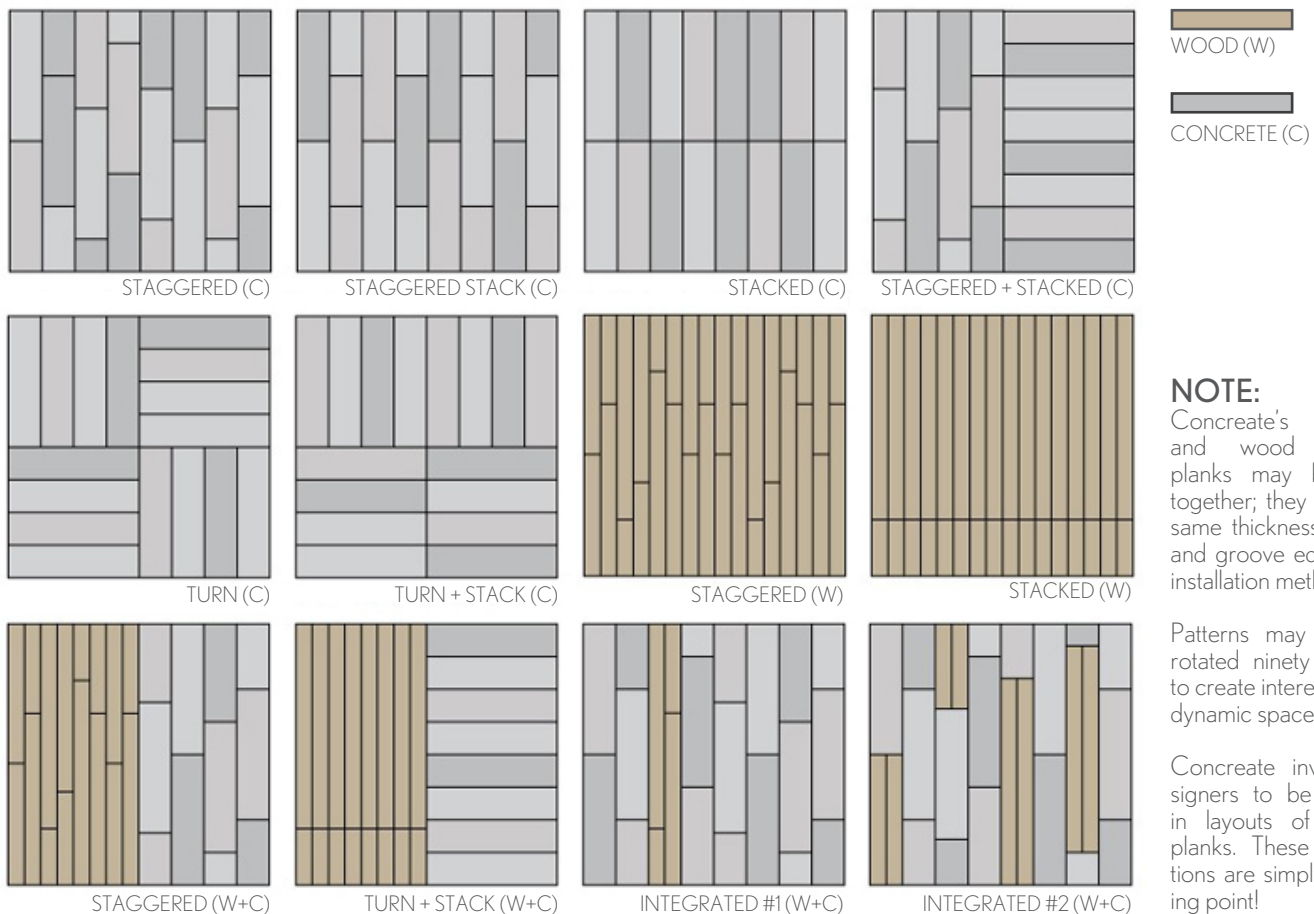 WOOD (W)
CONCRETE (C)
STAGGERED (C)
STAGGERED STACK (C)
STACKED (C)
STAGGERED + STACKED (C)
TURN (C)
TURN + STACK (C)
STAGGERED (W)
STACKED (W)
STAGGERED (W+C)
TURN + STACK (W+C)
INTEGRATED #1 (W+C)
INTEGRATED #2 (W+C)
NOTE:
Concreate's
and wood
planks may
together; they
same thickness
and groove
installation
Patterns may
rotated ninety
to create
dynamic space
Concreate
signers to be
in layouts of
planks. These
tions are
ing point!